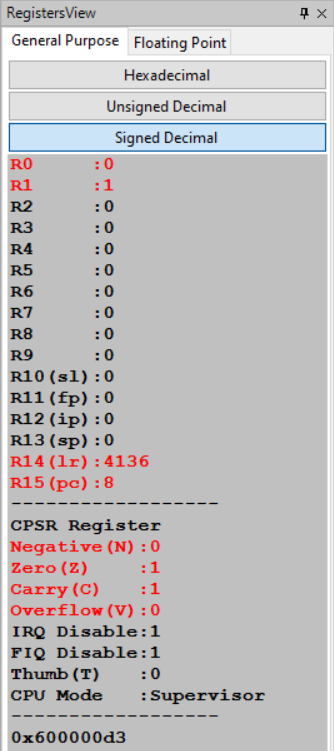 RegistersView
General Purpose Floating Point
Hexadecimal
Unsigned Decimal
Signed Decimal
R0      :0
R1      :1
R2      :0
R3      :0
R4      :0
R5      :0
R6      :0
R7      :0
R8      :0
R9      :0
R10(sl):0
R11(fp):0
R12(ip):0
R13(sp):0
R14(lr):4136
R15(pc):8
-------------------
CPSR Register
Negative(N):0
Zero(Z)    :1
Carry(C)   :1
Overflow(V):0
IRQ Disable:1
FIQ Disable:1
Thumb(T)   :0
CPU Mode   :Supervisor
-------------------
0x600000d3